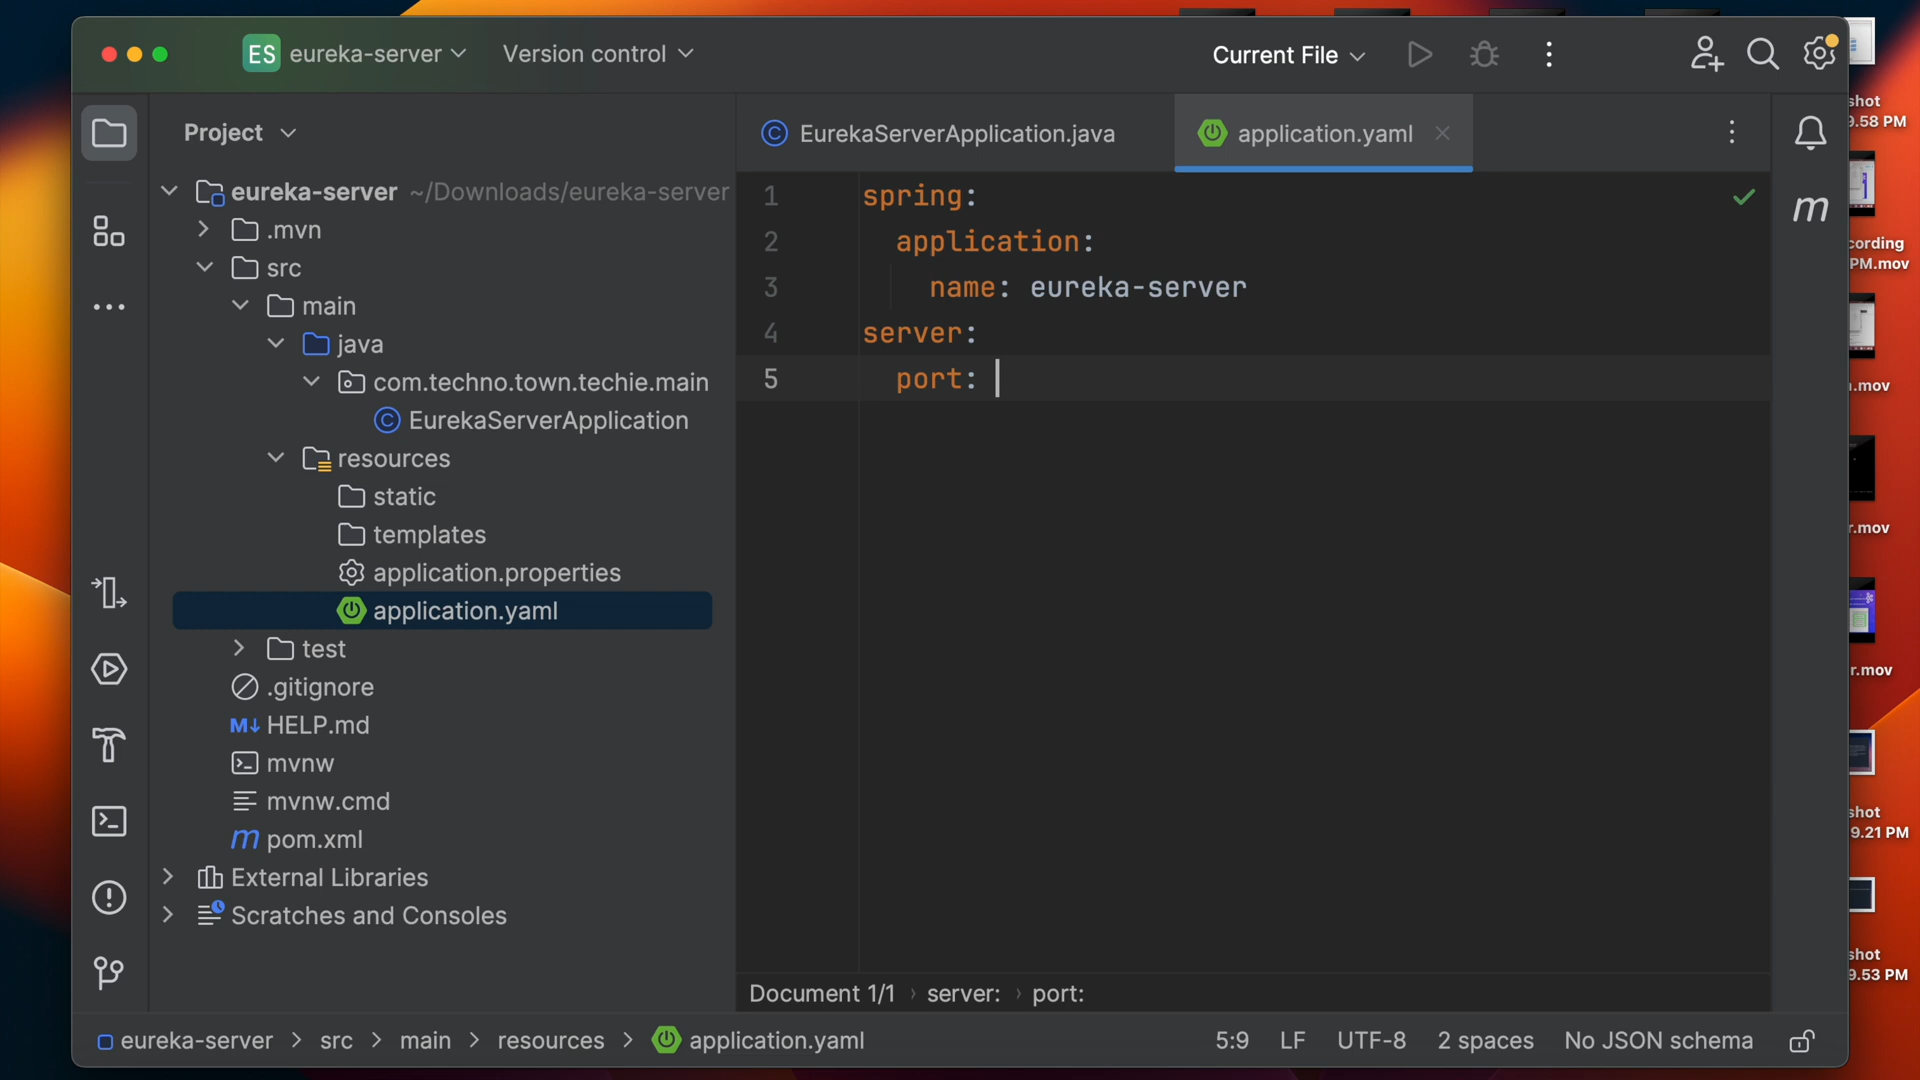 ES eureka-server Version control Current File
Project
eureka-server ~/Downloads/eureka-server
.mvn
src
main
java
com.techno.town.techie.main
EurekaServerApplication
resources
static
templates
application.properties
application.yaml
test
.gitignore
M↓ HELP.md
mvnw
mvnw.cmd
m pom.xml
External Libraries
Scratches and Consoles
C EurekaServerApplication.java application.yaml
1 spring:
2 application:
3 name: eureka-server
4 server:
5 port:
Document 1/1 › server: › port:
m
eureka-server > src > main > resources > application.yaml
5:9 LF UTF-8 2 spaces No JSON schema
shot
9.58 PM
cording
PM.mov
.mov
r.mov
r.mov
shot
9.21 PM
shot
9.53 PM